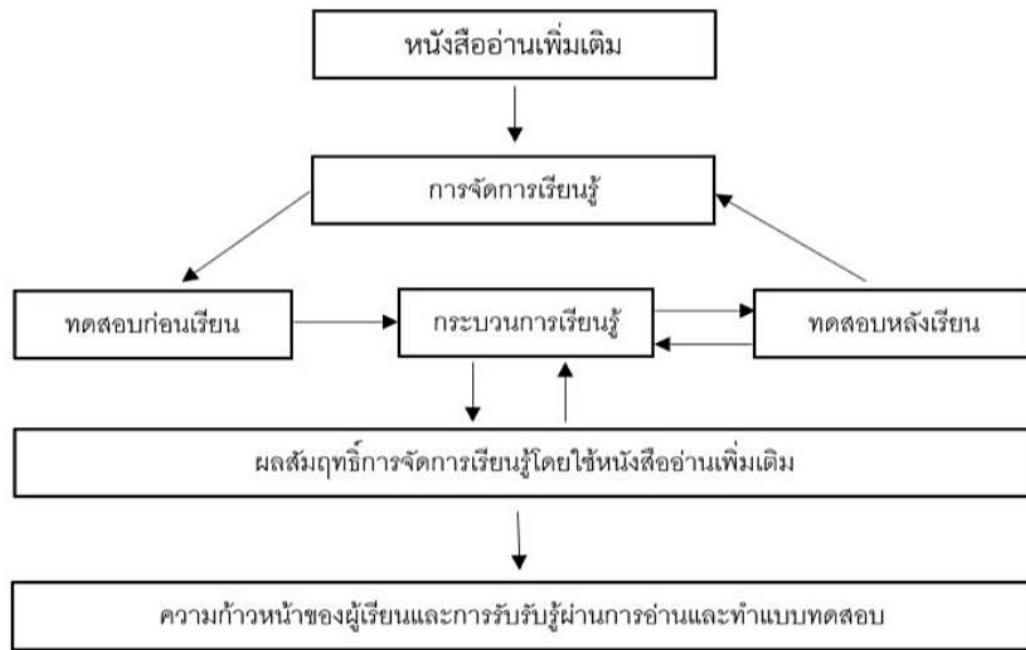 หนังสืออ่านเพิ่มเติม
การจัดการเรียนรู้
ทดสอบก่อนเรียน
กระบวนการเรียนรู้
ทดสอบหลังเรียน
ผลสัมฤทธิ์การจัดการเรียนรู้โดยใช้หนังสืออ่านเพิ่มเติม
ความก้าวหน้าของผู้เรียนและการรับรับรู้ผ่านการอ่านและทำแบบทดสอบ